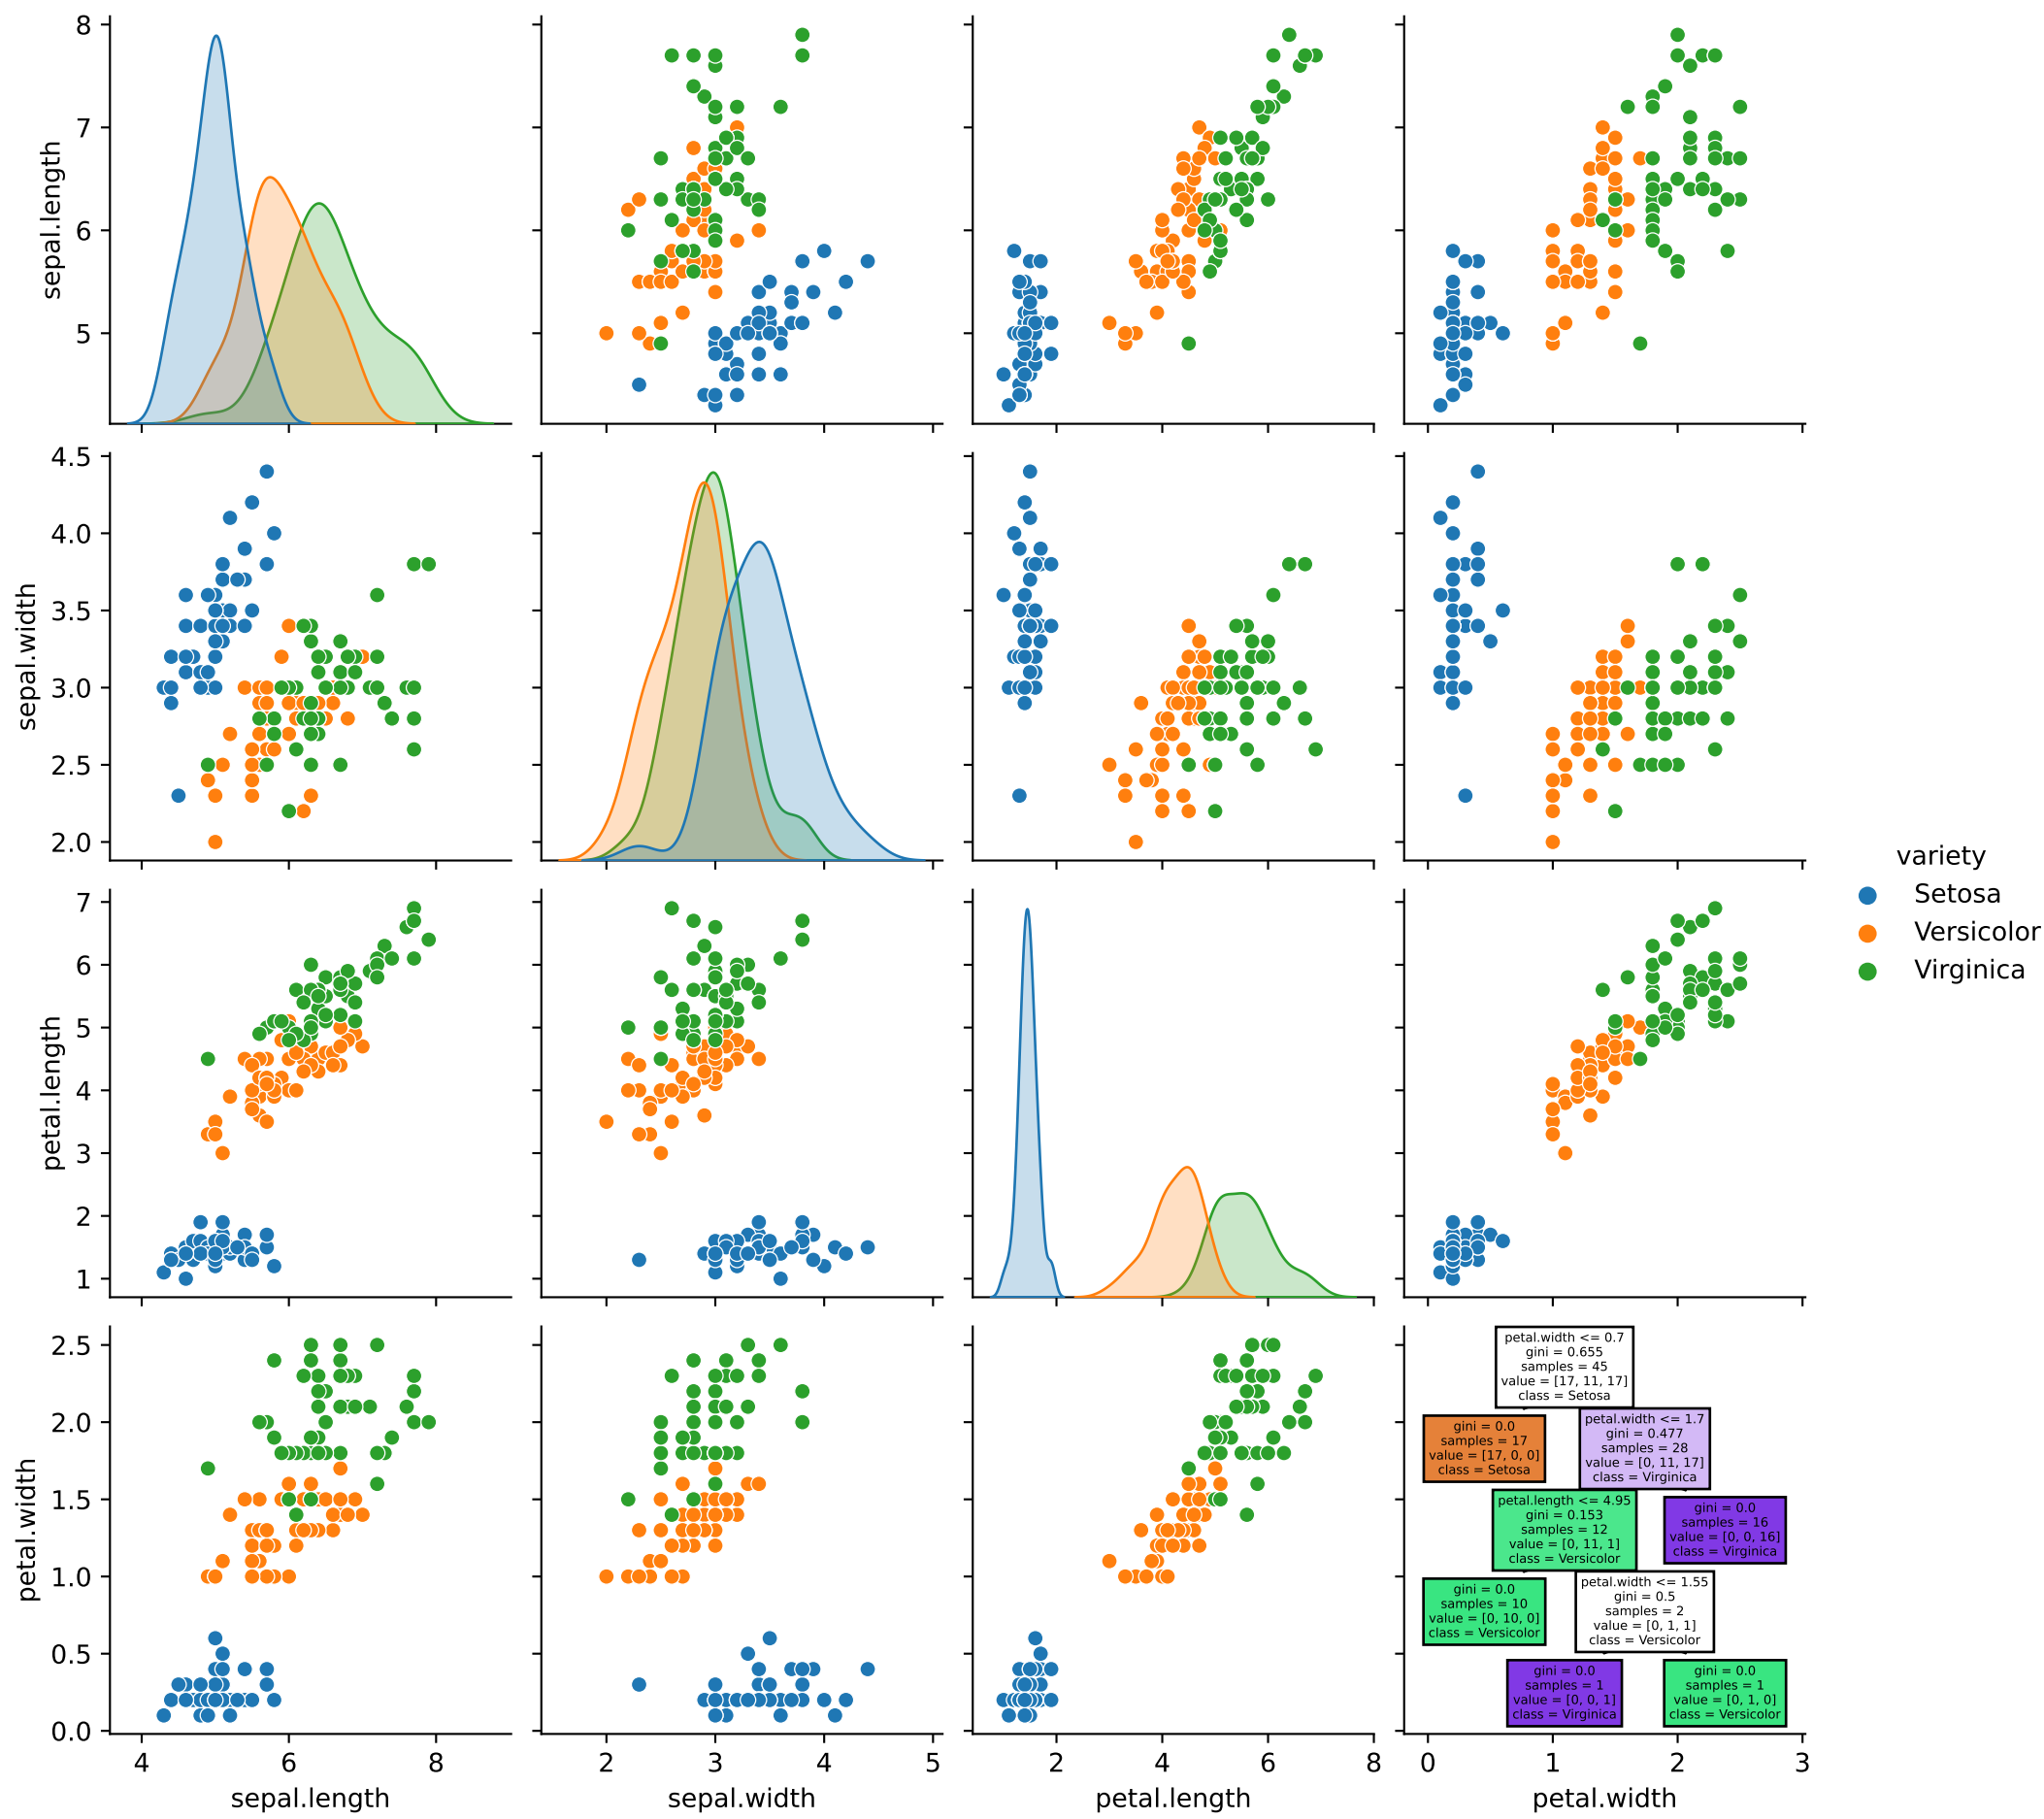 8
7
6
5
sepal.length
4.5
4.0
3.5
3.0
2.5
2.0
sepal.width
variety
Setosa
Versicolor
Virginica
7
6
5
4
3
2
1
petal.length
2.5
2.0
1.5
1.0
0.5
0.0
petal.width
petal.width <= 0.7
gini = 0.655
samples = 45
value = [17, 11, 17]
class = Setosa
gini = 0.0
samples = 17
value = [17, 0, 0]
class = Setosa
petal.width <= 1.7
gini = 0.477
samples = 28
value = [0, 11, 17]
class = Virginica
petal.length <= 4.95
gini = 0.153
samples = 12
value = [0, 11, 1]
class = Versicolor
gini = 0.0
samples = 16
value = [0, 0, 16]
class = Virginica
gini = 0.0
samples = 10
value = [0, 10, 0]
class = Versicolor
petal.width <= 1.55
gini = 0.5
samples = 2
value = [0, 1, 1]
class = Versicolor
gini = 0.0
samples = 1
value = [0, 0, 1]
class = Virginica
gini = 0.0
samples = 1
value = [0, 1, 0]
class = Versicolor
4 6 8
sepal.length
2 3 4 5
sepal.width
2 4 6 8
petal.length
0 1 2 3
petal.width